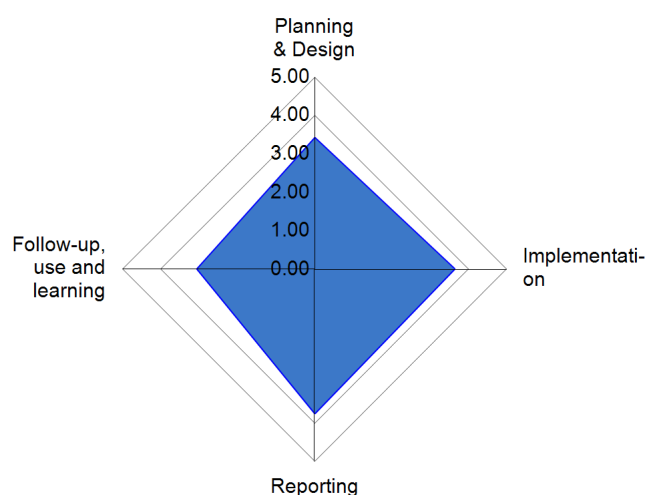 Planning
& Design
5.00
4.00
3.00
2.00
1.00
0.00
Follow-up,
use and
learning
Implementati-
on
Reporting